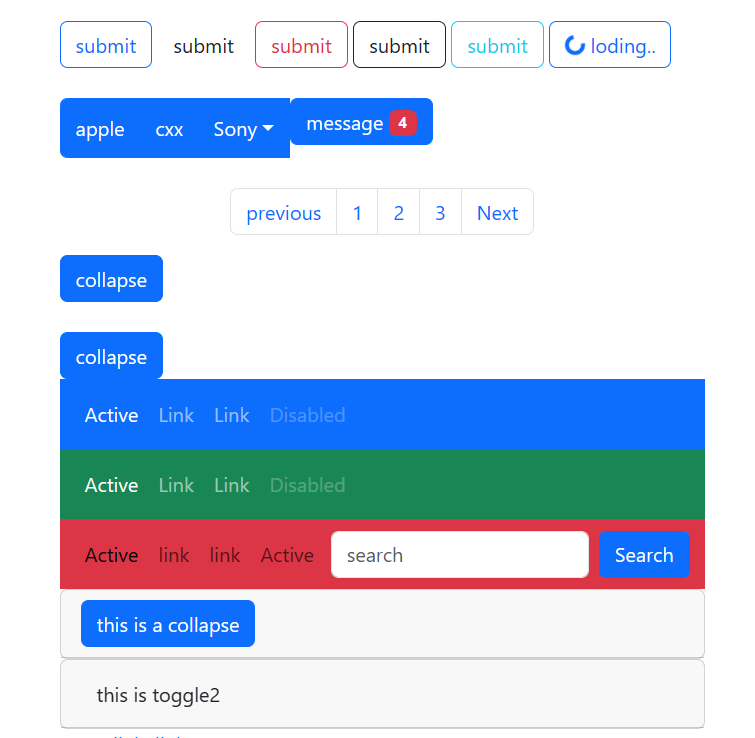 submit submit submit submit submit loding..
apple cxx Sony message 4
previous 1 2 3 Next
collapse
collapse
Active Link Link Disabled
Active Link Link Disabled
Active link link Active search Search
this is a collapse
this is toggle2